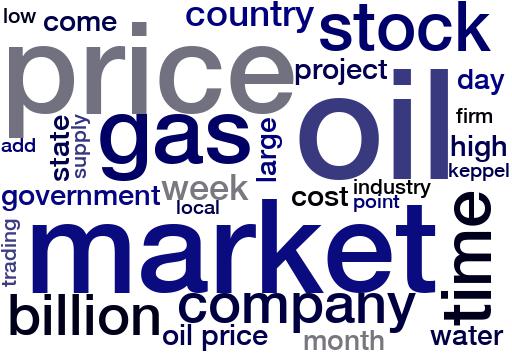 low
come
country
stock
price
project
oil
day
state
supply
gas
large
firm
add
high
keppel
government
week
local
cost
industry
point
trading
market
time
billion
company
oil price
month
water